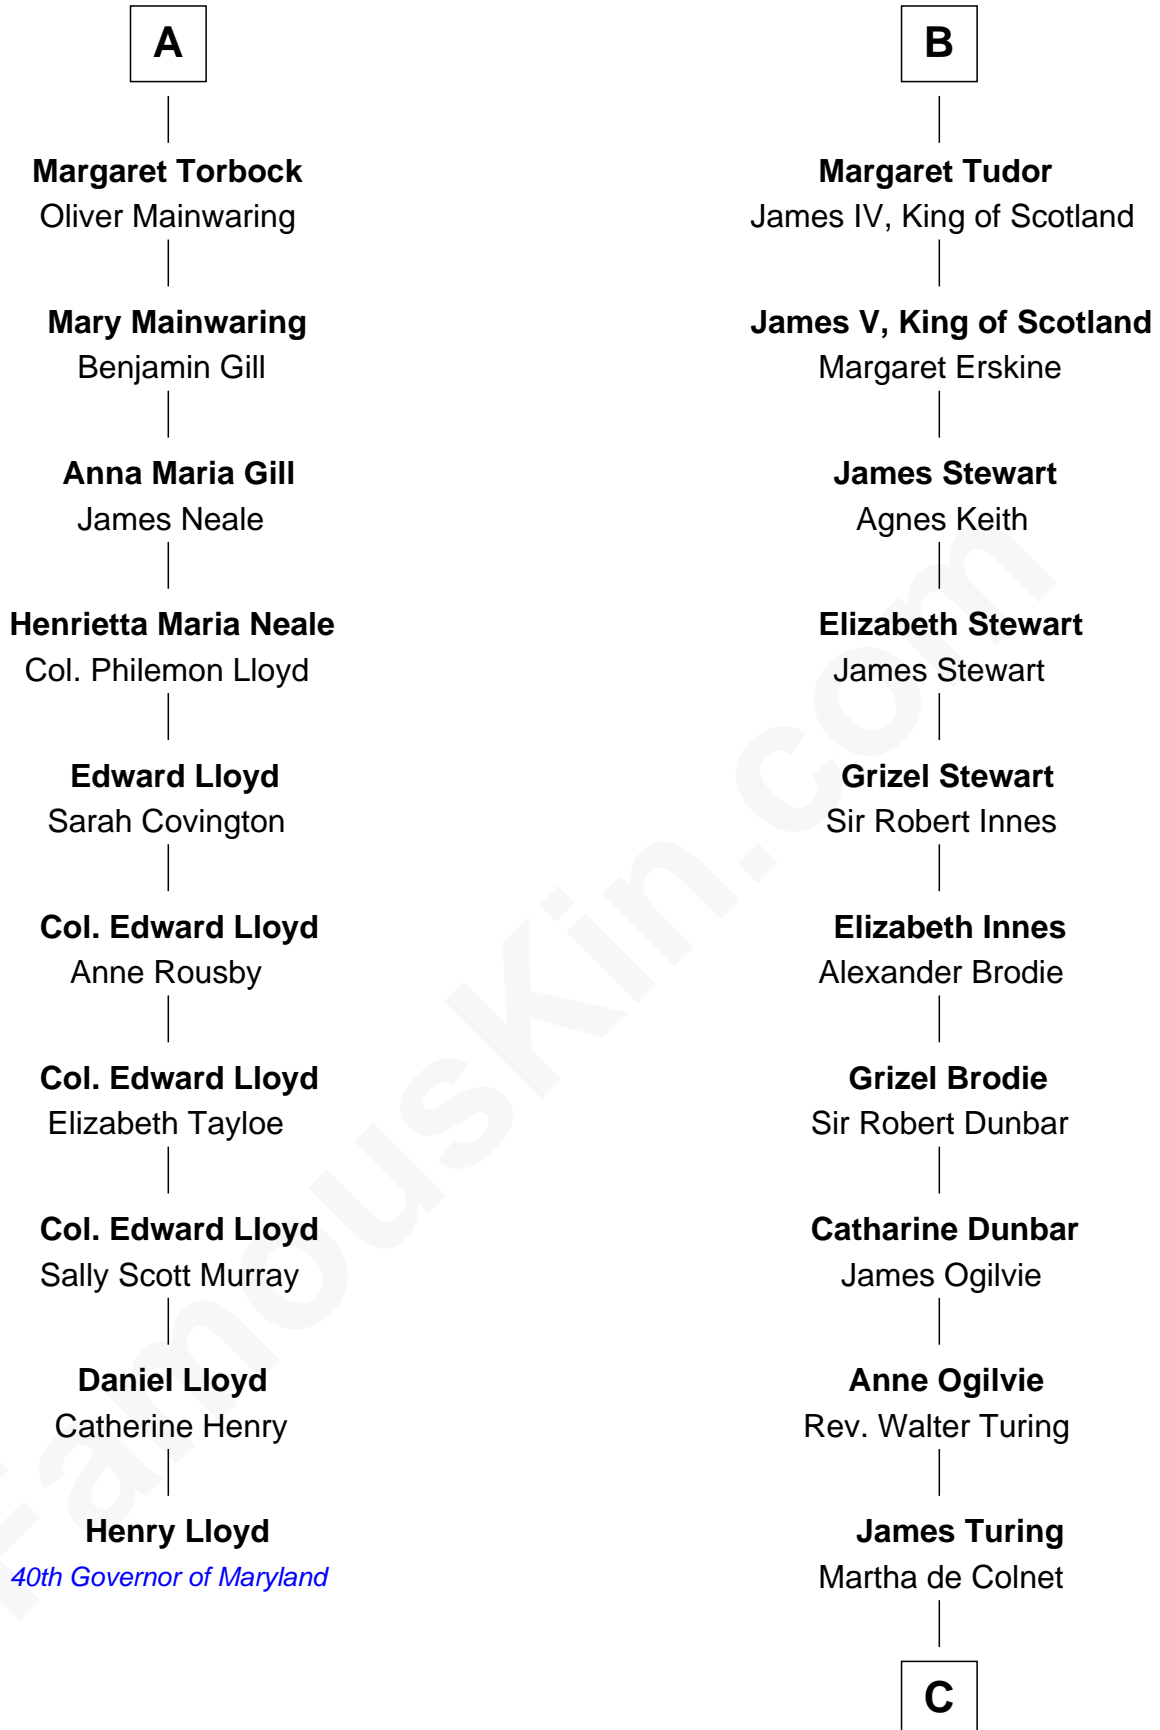 A
Margaret Torbock
Oliver Mainwaring
Mary Mainwaring
Benjamin Gill
Anna Maria Gill
James Neale
Henrietta Maria Neale
Col. Philemon Lloyd
Edward Lloyd
Sarah Covington
Col. Edward Lloyd
Anne Rousby
Col. Edward Lloyd
Elizabeth Tayloe
Col. Edward Lloyd
Sally Scott Murray
Daniel Lloyd
Catherine Henry
Henry Lloyd
40th Governor of Maryland
B
Margaret Tudor
James IV, King of Scotland
James V, King of Scotland
Margaret Erskine
James Stewart
Agnes Keith
Elizabeth Stewart
James Stewart
Grizel Stewart
Sir Robert Innes
Elizabeth Innes
Alexander Brodie
Grizel Brodie
Sir Robert Dunbar
Catharine Dunbar
James Ogilvie
Anne Ogilvie
Rev. Walter Turing
James Turing
Martha de Colnet
C
FamousKin.com